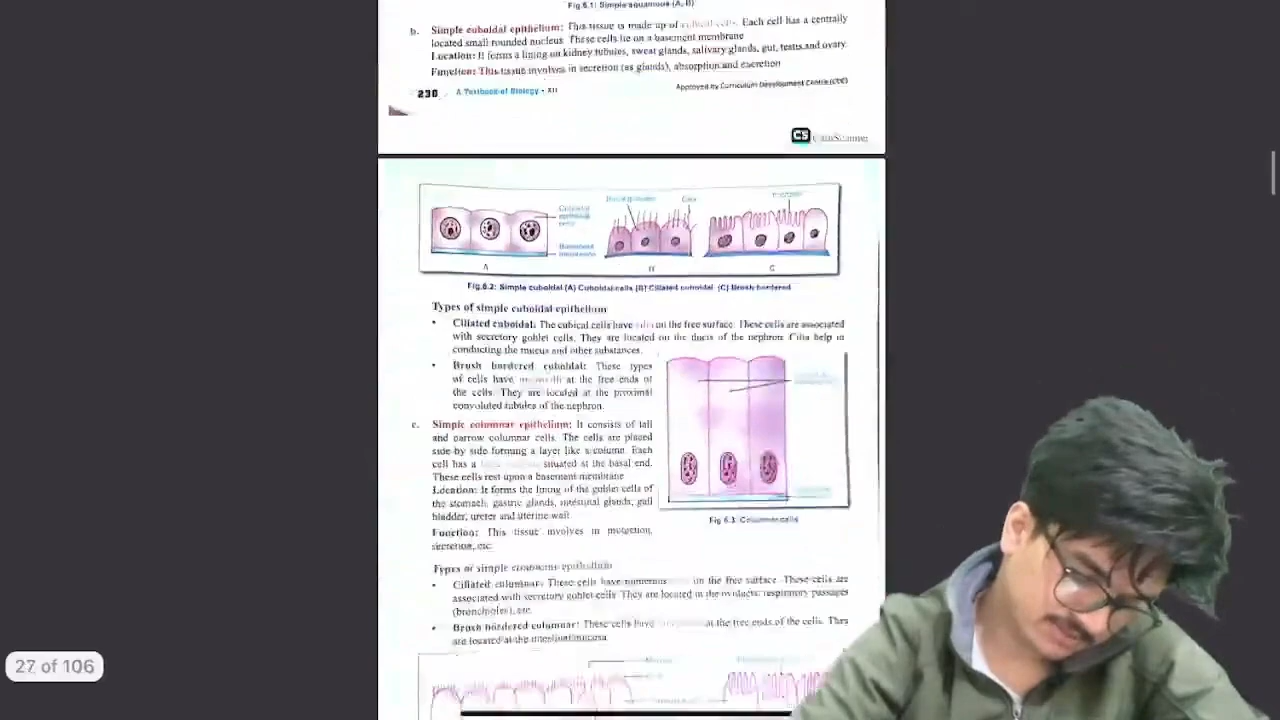 Fig.6.1: Simple squamous (A, B)
b. Simple cuboidal epithelium: This tissue is made up of cubical cells. Each cell has a centrally
located small rounded nucleus. These cells lie on a basement membrane
Location: It forms a lining on kidney tubules, sweat glands, salivary glands, gut, testis and ovary.
Function: This tissue involves in secretion (as glands), absorption and excretion
230 A Textbook of Biology - XII
Approved by Curriculum Development Centre (CDC)
CS CamScanner
Cuboidal
epithelial
cells
Basement
membrane
Cilia
A
B
C
Fig.6.2: Simple cuboidal (A) Cuboidal cells (B) Ciliated cuboidal (C) Brush bordered
Types of simple cuboidal epithelium
• Ciliated cuboidal: The cubical cells have cilia on the free surface. These cells are associated
with secretory goblet cells. They are located on the ducts of the nephron. Cilia help in
conducting the mucus and other substances.
• Brush bordered cuboidal: These types
of cells have microvilli at the free ends of
the cells. They are located at the proximal
convoluted tubules of the nephron.
c. Simple columnar epithelium: It consists of tall
and narrow columnar cells. The cells are placed
side by side forming a layer like a column. Each
cell has a situated at the basal end.
These cells rest upon a basement membrane
Location: It forms the lining of the goblet cells of
the stomach, gastric glands, intestinal glands, gall
bladder, ureter and uterine wall
Function: This tissue involves in
secretion, etc.
Fig 6.3: Columnar cells
Types of simple columnar epithelium
• Ciliated columnar: These cells have numerous on the free surface. These cells are
associated with secretory goblet cells. They are located in the oviducts, respiratory passages
(bronchioles), etc.
• Brush bordered columnar: These cells have at the free ends of the cells. They
are located at the intestinal mucosa
27 of 106